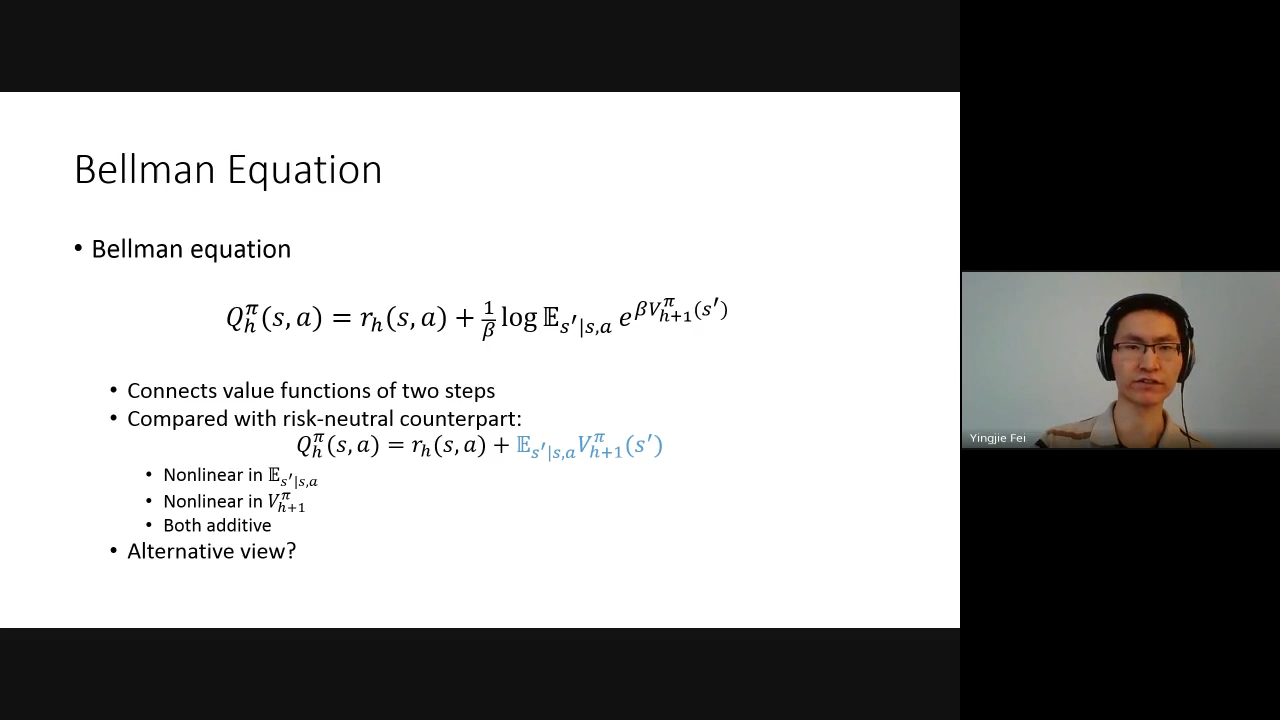 Bellman Equation
• Bellman equation
Q_h^π(s, a) = r_h(s, a) + 1/β log 𝔼_{s′|s,a} e^{βV_{h+1}^π(s′)}
• Connects value functions of two steps
• Compared with risk-neutral counterpart:
Q_h^π(s, a) = r_h(s, a) + 𝔼_{s′|s,a}V_{h+1}^π(s′)
• Nonlinear in 𝔼_{s′|s,a}
• Nonlinear in V_{h+1}^π
• Both additive
• Alternative view?
Yingjie Fei